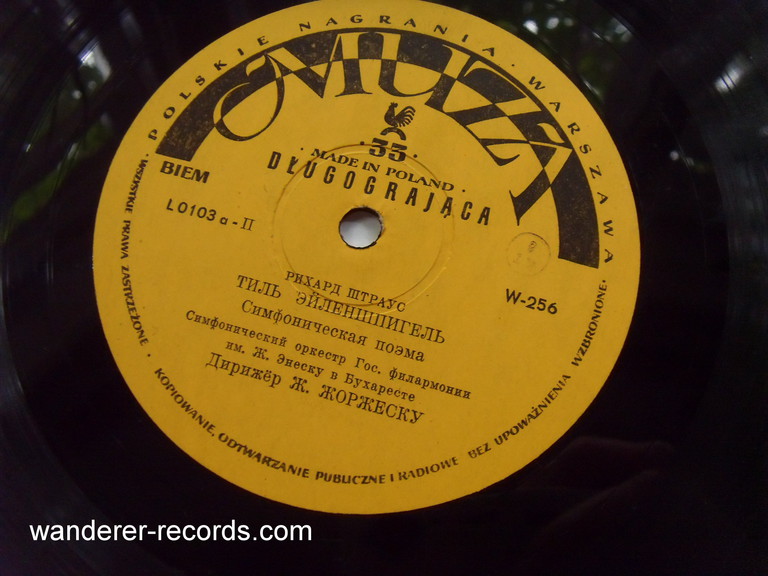 POLSKIE NAGRANIA · WARSZAWA
MUZA
· 33 ·
· MADE IN POLAND ·
DŁUGOGRAJĄCA
BIEM
L0103 a - II
W-256
РИХАРД ШТРАУС
ТИЛЬ ЭЙЛЕНШПИГЕЛЬ
Симфоническая поэма
Симфонический оркестр Гос. филармонии
им. Ж. Энеску в Бухаресте
Дирижёр Ж. ЖОРЖЕСКУ
· WSZYSTKIE PRAWA ZASTRZEŻONE · KOPIOWANIE, ODTWARZANIE PUBLICZNE I RADIOWE BEZ UPOWAŻNIENIA WZBRONIONE ·
wanderer-records.com